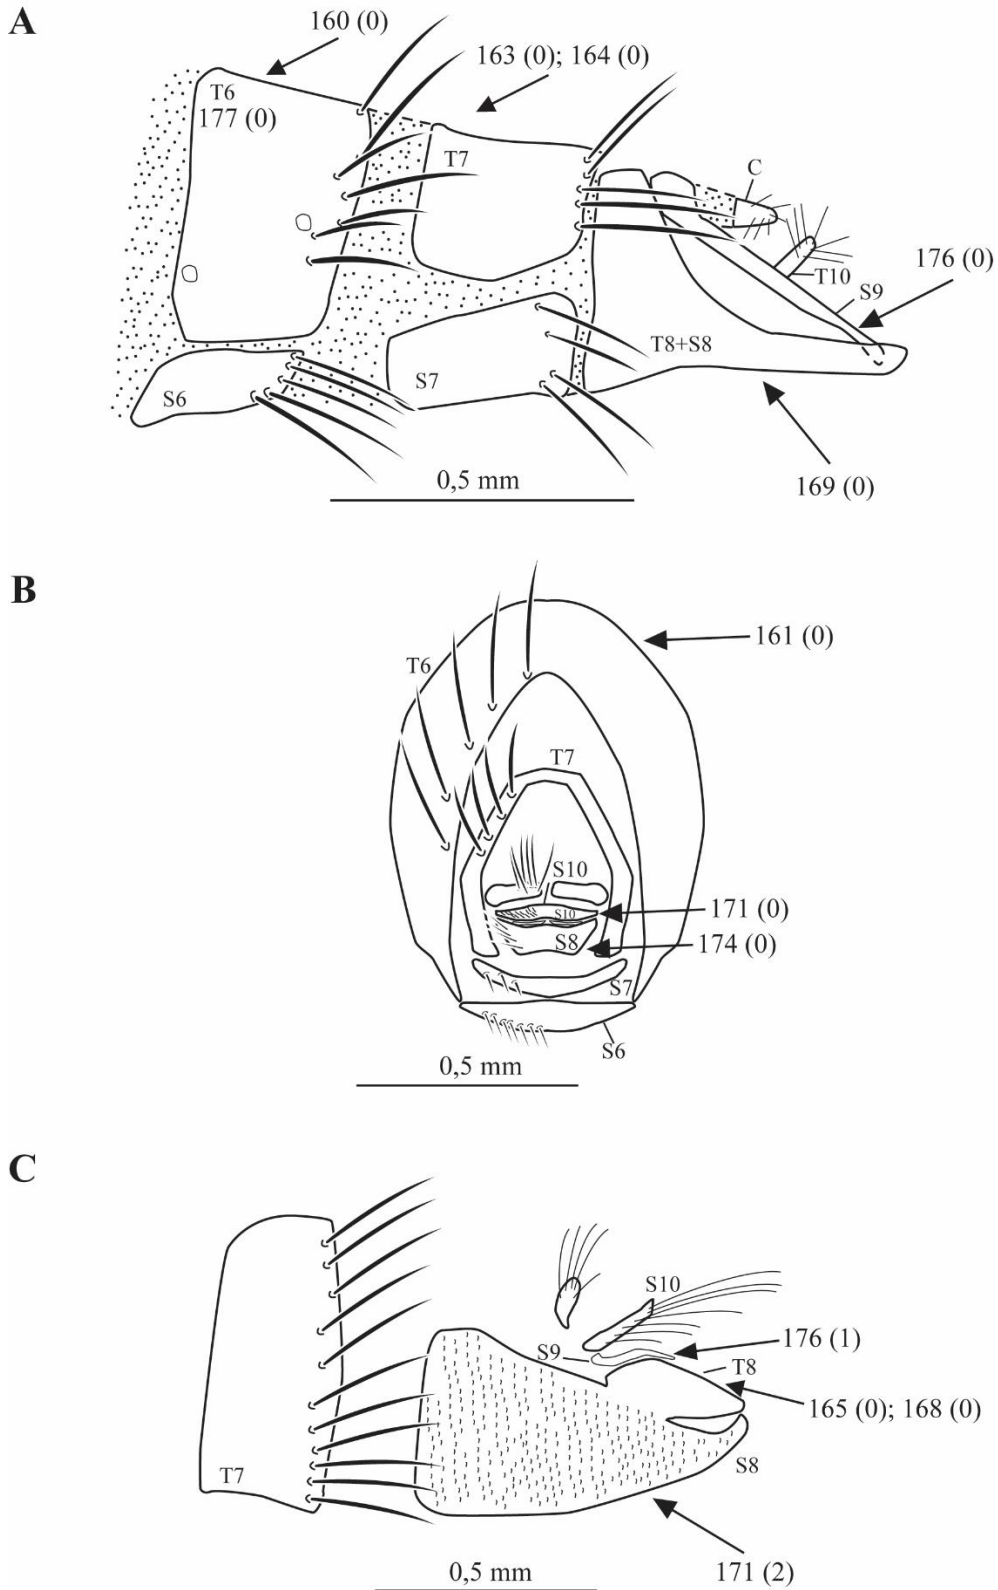 A
160 (0)
163 (0); 164 (0)
T6
177 (0)
T7
C
T10
176 (0)
S9
T8+S8
S7
S6
0,5 mm
169 (0)
B
161 (0)
T6
T7
S10
171 (0)
S10
174 (0)
S8
S7
S6
0,5 mm
C
S10
176 (1)
S9
T8
165 (0); 168 (0)
T7
S8
171 (2)
0,5 mm